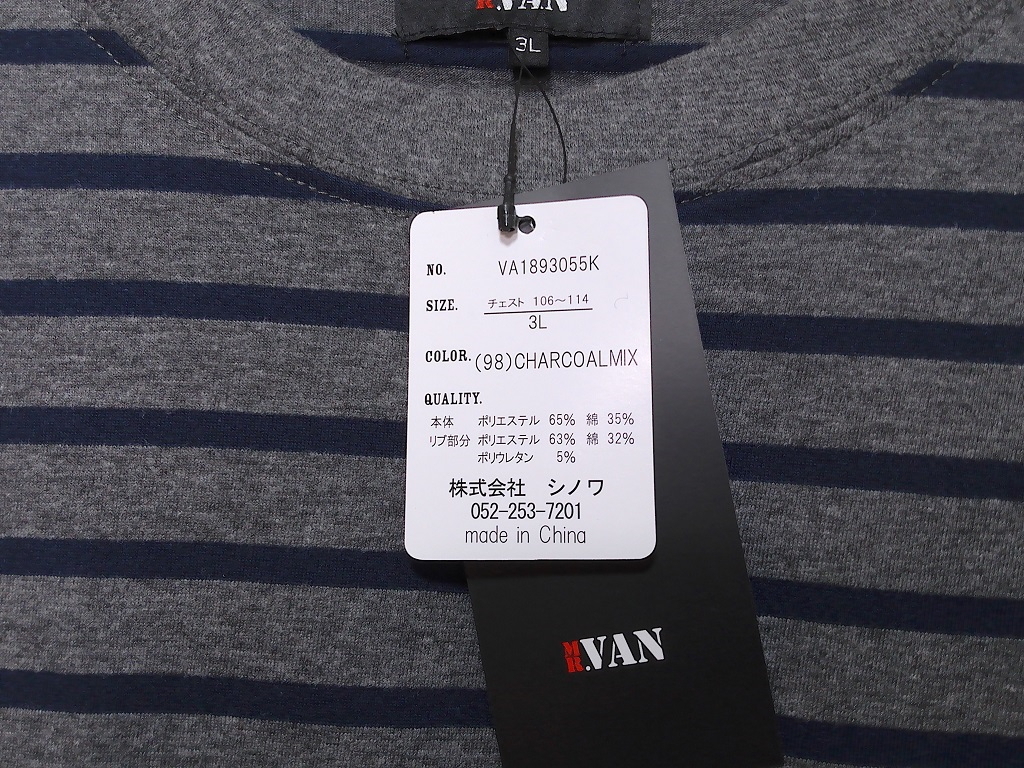 MR.VAN
3L
NO. VA1893055K
SIZE. チェスト 106～114
3L
COLOR. (98)CHARCOALMIX
QUALITY.
本体 ポリエステル 65% 綿 35%
リブ部分 ポリエステル 63% 綿 32%
ポリウレタン 5%
株式会社 シノワ
052-253-7201
made in China
MR.VAN